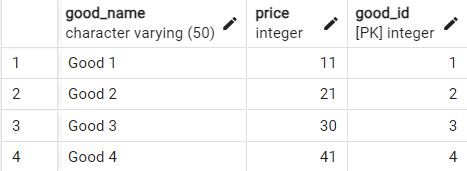 good_name price good_id
character varying (50) integer [PK] integer
1 Good 1 11 1
2 Good 2 21 2
3 Good 3 30 3
4 Good 4 41 4